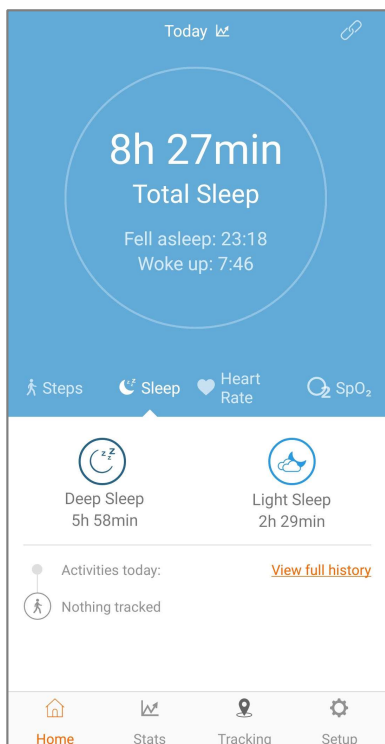 Today
8h 27min
Total Sleep
Fell asleep: 23:18
Woke up: 7:46
Steps
Sleep
Heart
Rate
O2 SpO₂
z z z
Deep Sleep
5h 58min
Light Sleep
2h 29min
Activities today:
View full history
Nothing tracked
Home
Stats
Tracking
Setup